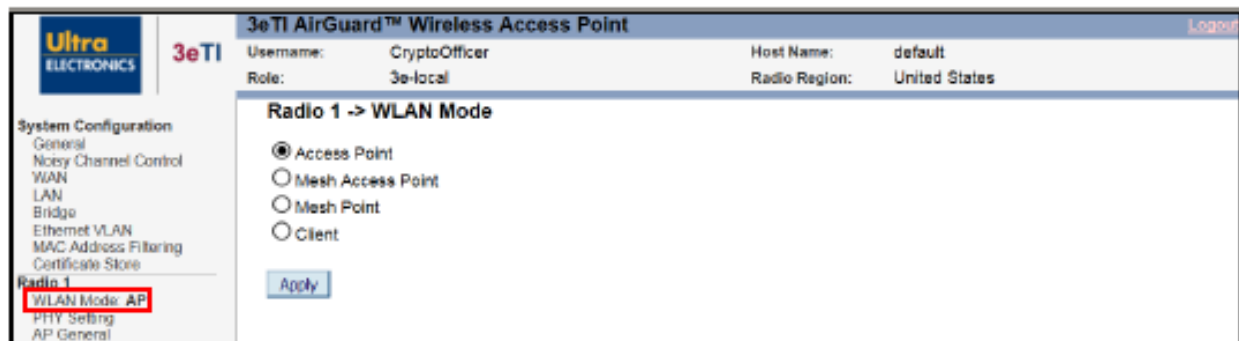 Ultra
ELECTRONICS
3eTI
3eTI AirGuard™ Wireless Access Point
Logout
Username: CryptoOfficer Host Name: default
Role: 3e-local Radio Region: United States
System Configuration
General
Noisy Channel Control
WAN
LAN
Bridge
Ethernet VLAN
MAC Address Filtering
Certificate Store
Radio 1
WLAN Mode: AP
PHY Setting
AP General
Radio 1 -> WLAN Mode
Access Point
Mesh Access Point
Mesh Point
Client
Apply